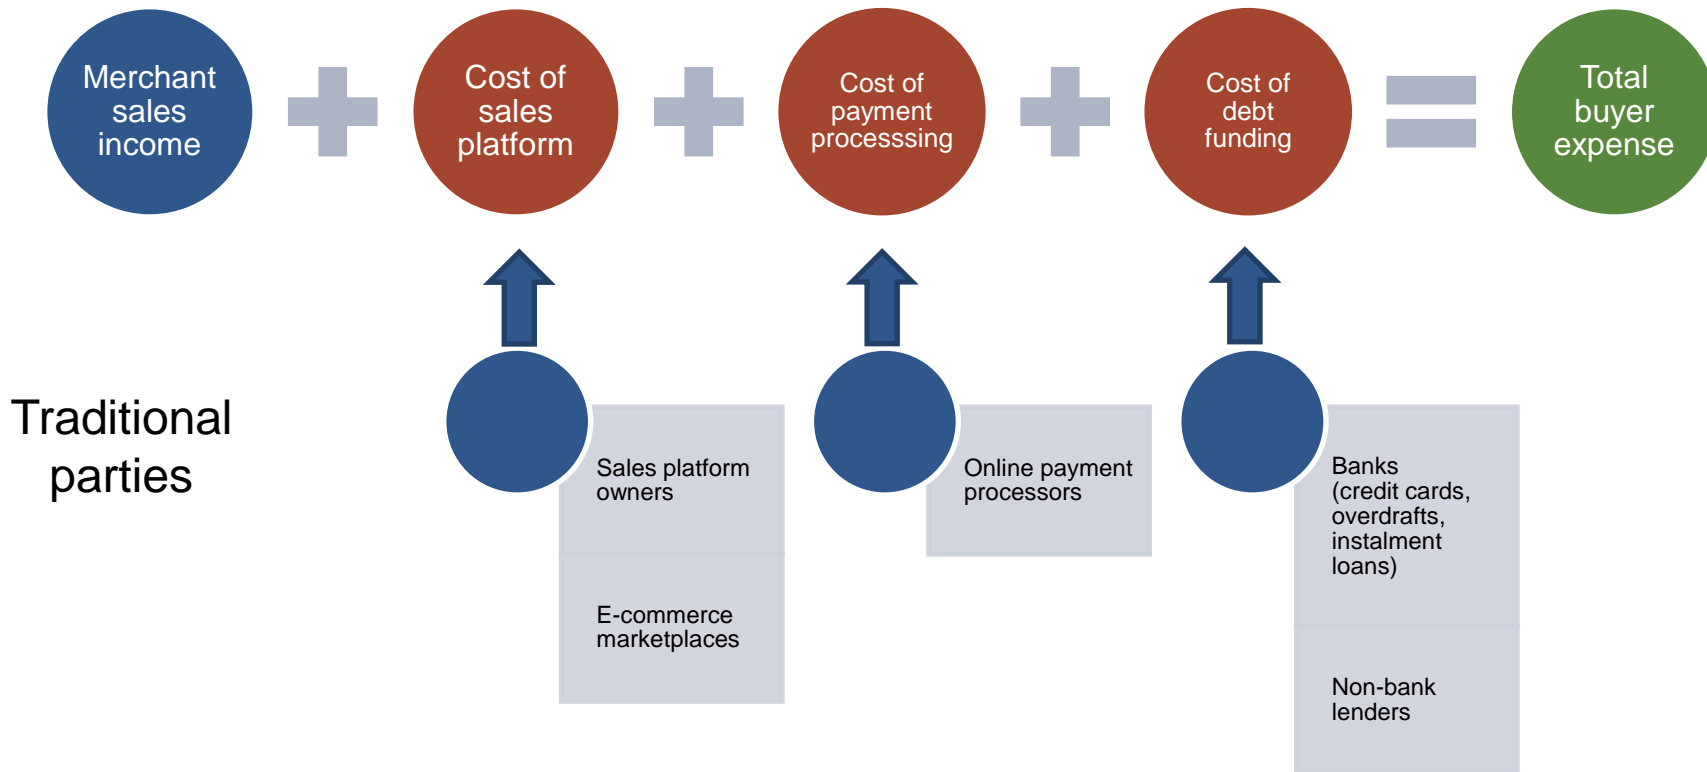 Merchant
sales
income
Cost of
sales
platform
Cost of
payment
processsing
Cost of
debt
funding
Total
buyer
expense
Traditional
parties
Sales platform
owners
E-commerce
marketplaces
Online payment
processors
Banks
(credit cards,
overdrafts,
instalment
loans)
Non-bank
lenders